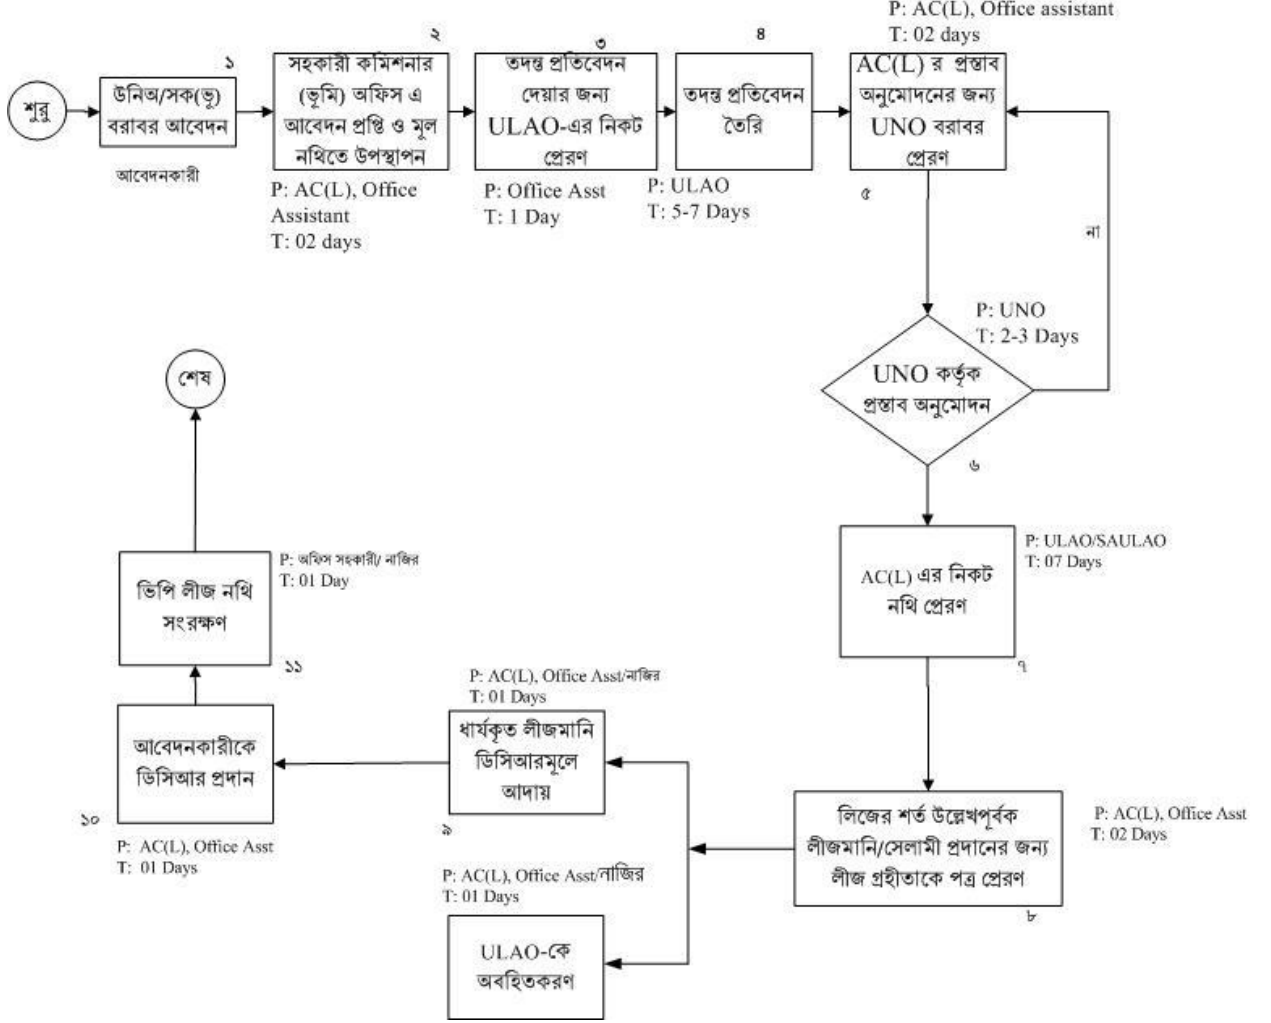 শুরু
১
উনিঅ/সক(ভূ)
বরাবর আবেদন
আবেদনকারী
২
সহকারী কমিশনার
(ভূমি) অফিস এ
আবেদন প্রপ্তি ও মূল
নথিতে উপস্থাপন
P: AC(L), Office
Assistant
T: 02 days
৩
তদন্ত প্রতিবেদন
দেয়ার জন্য
ULAO-এর নিকট
প্রেরণ
P: Office Asst
T: 1 Day
৪
তদন্ত প্রতিবেদন
তৈরি
P: ULAO
T: 5-7 Days
P: AC(L), Office assistant
T: 02 days
AC(L) র প্রস্তাব
অনুমোদনের জন্য
UNO বরাবর
প্রেরণ
৫
না
P: UNO
T: 2-3 Days
UNO কর্তৃক
প্রস্তাব অনুমোদন
৬
P: ULAO/SAULAO
T: 07 Days
AC(L) এর নিকট
নথি প্রেরণ
৭
P: AC(L), Office Asst
T: 02 Days
লিজের শর্ত উল্লেখপূর্বক
লীজমানি/সেলামী প্রদানের জন্য
লীজ গ্রহীতাকে পত্র প্রেরণ
৮
P: AC(L), Office Asst/নাজির
T: 01 Days
ধার্যকৃত লীজমানি
ডিসিআরমূলে
আদায়
৯
P: AC(L), Office Asst/নাজির
T: 01 Days
ULAO-কে
অবহিতকরণ
আবেদনকারীকে
ডিসিআর প্রদান
১০
P: AC(L), Office Asst
T: 01 Days
P: অফিস সহকারী/ নাজির
T: 01 Day
ভিপি লীজ নথি
সংরক্ষণ
১১
শেষ